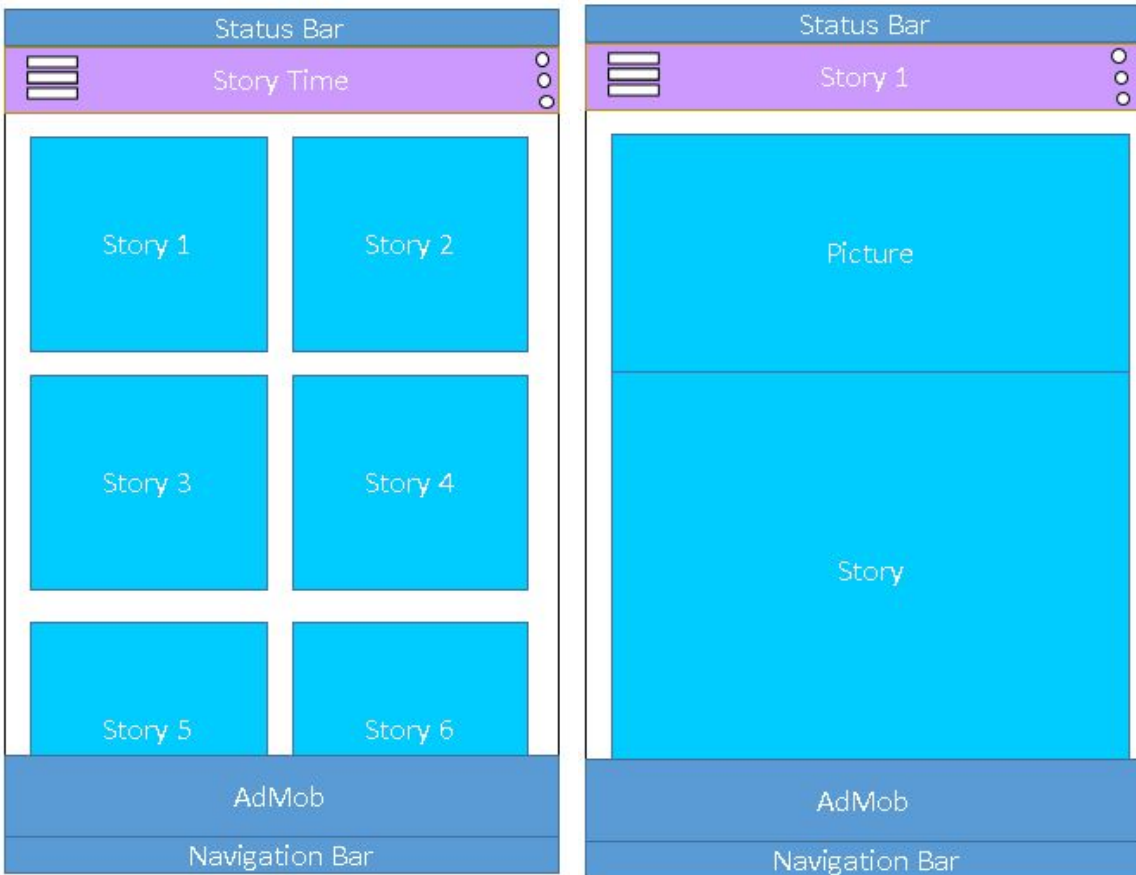 Status Bar
Story Time
Story 1
Story 2
Story 3
Story 4
Story 5
Story 6
AdMob
Navigation Bar
Status Bar
Story 1
Picture
Story
AdMob
Navigation Bar